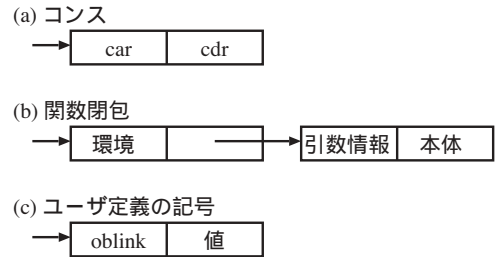 (a) コンス
car cdr
(b) 関数閉包
環境 引数情報 本体
(c) ユーザ定義の記号
oblink 値